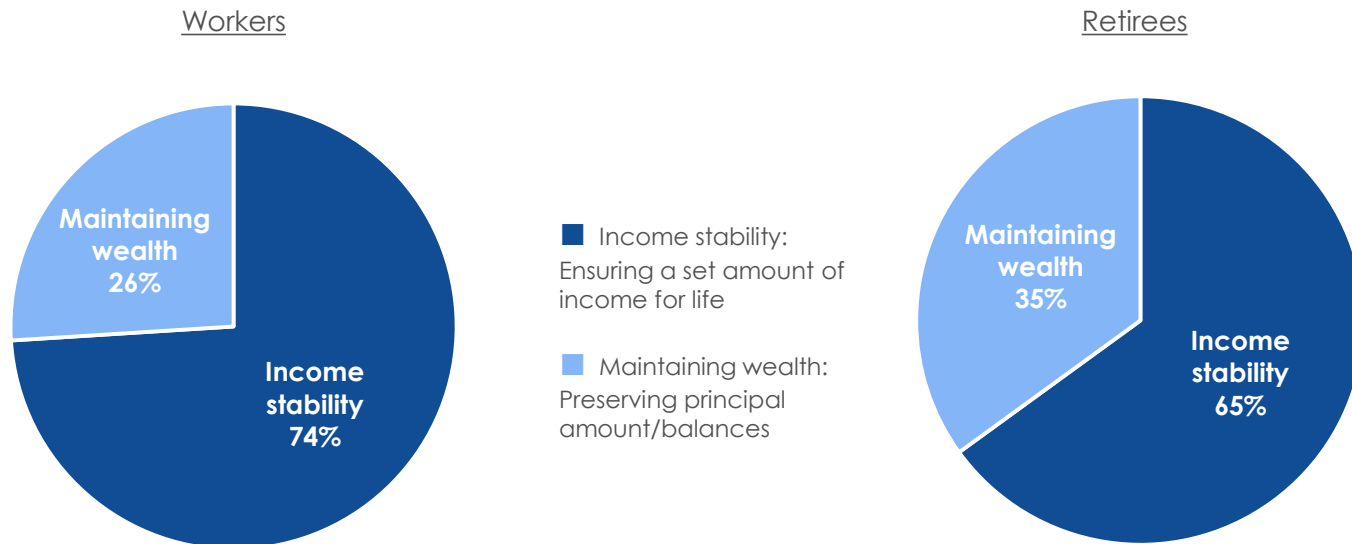 Workers
Retirees
Maintaining
wealth
26%
Income
stability
74%
Income stability:
Ensuring a set amount of
income for life
Maintaining wealth:
Preserving principal
amount/balances
Maintaining
wealth
35%
Income
stability
65%